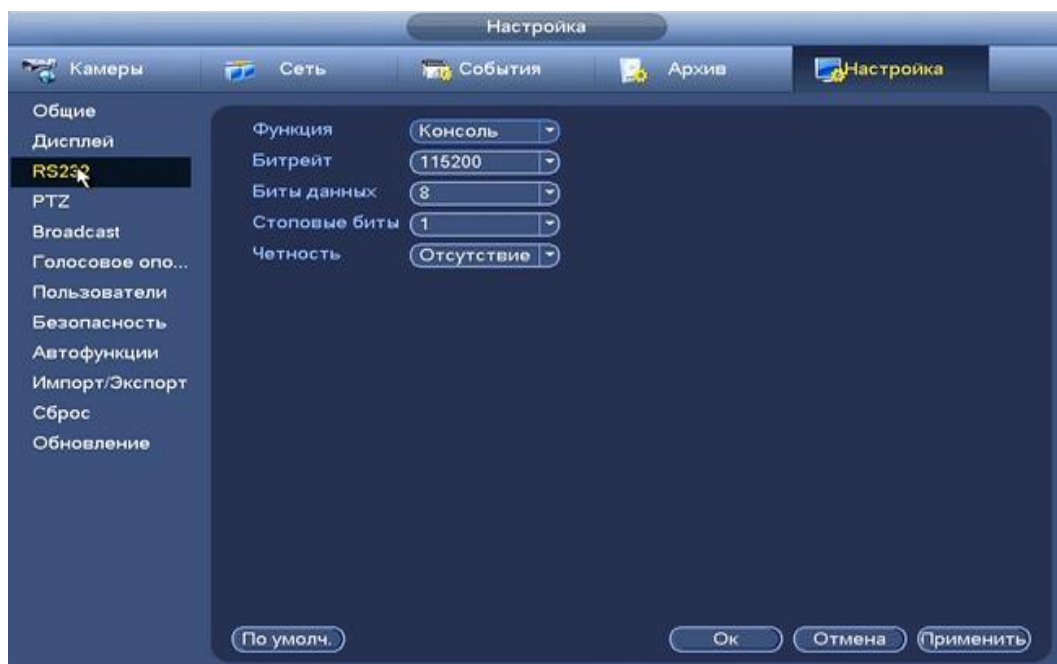 Настройка
Камеры Сеть События Архив Настройка
Общие
Дисплей
RS232
PTZ
Broadcast
Голосовое опо...
Пользователи
Безопасность
Автофункции
Импорт/Экспорт
Сброс
Обновление
Функция Консоль
Битрейт 115200
Биты данных 8
Стоповые биты 1
Четность Отсутствие
По умолч. Ок Отмена Применить